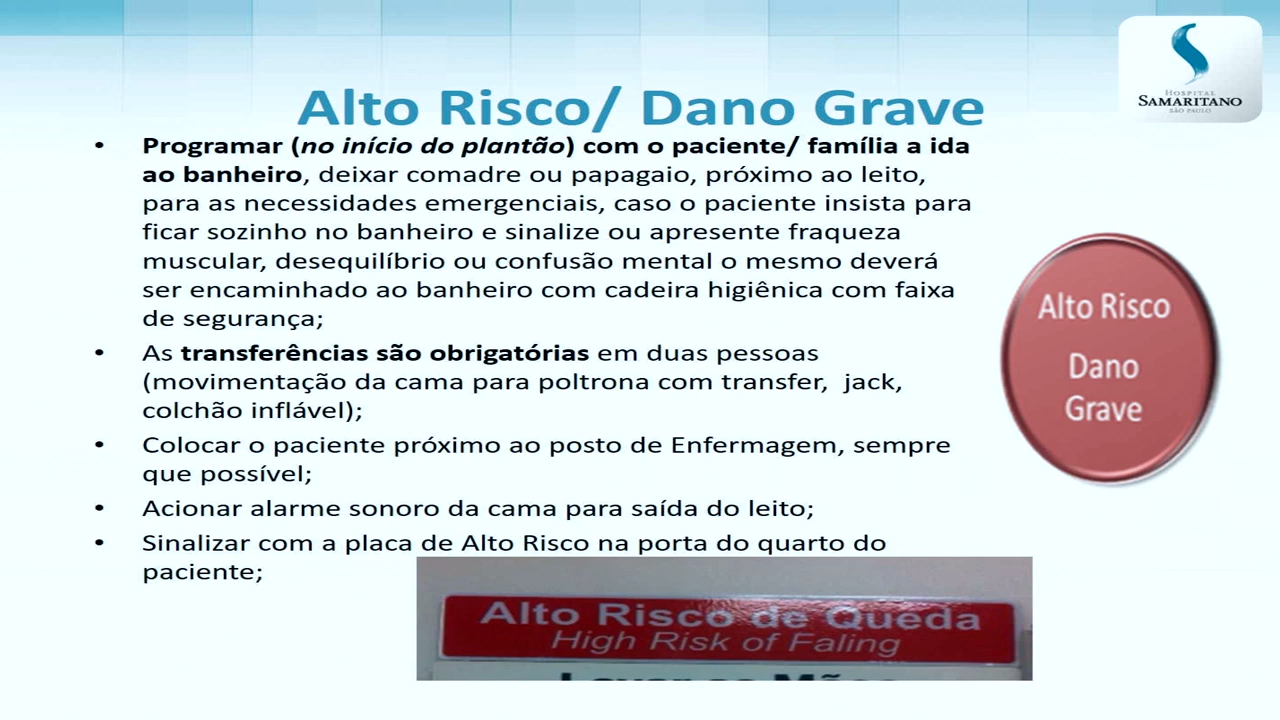 HOSPITAL
SAMARITANO
SÃO PAULO
Alto Risco/ Dano Grave
• Programar (no início do plantão) com o paciente/ família a ida
ao banheiro, deixar comadre ou papagaio, próximo ao leito,
para as necessidades emergenciais, caso o paciente insista para
ficar sozinho no banheiro e sinalize ou apresente fraqueza
muscular, desequilíbrio ou confusão mental o mesmo deverá
ser encaminhado ao banheiro com cadeira higiênica com faixa
de segurança;
• As transferências são obrigatórias em duas pessoas
(movimentação da cama para poltrona com transfer, jack,
colchão inflável);
• Colocar o paciente próximo ao posto de Enfermagem, sempre
que possível;
• Acionar alarme sonoro da cama para saída do leito;
• Sinalizar com a placa de Alto Risco na porta do quarto do
paciente;
Alto Risco
Dano
Grave
Alto Risco de Queda
High Risk of Faling